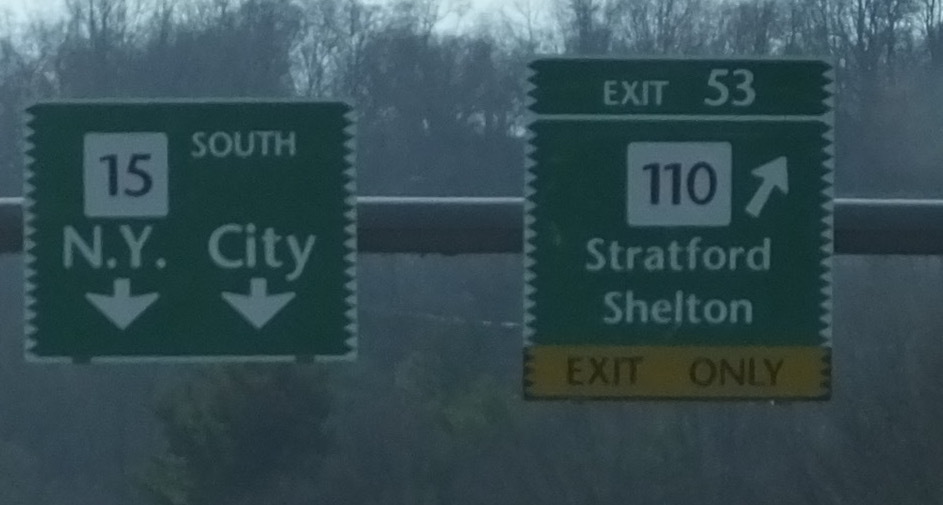 15 SOUTH
N.Y. City
EXIT 53
110
Stratford
Shelton
EXIT ONLY